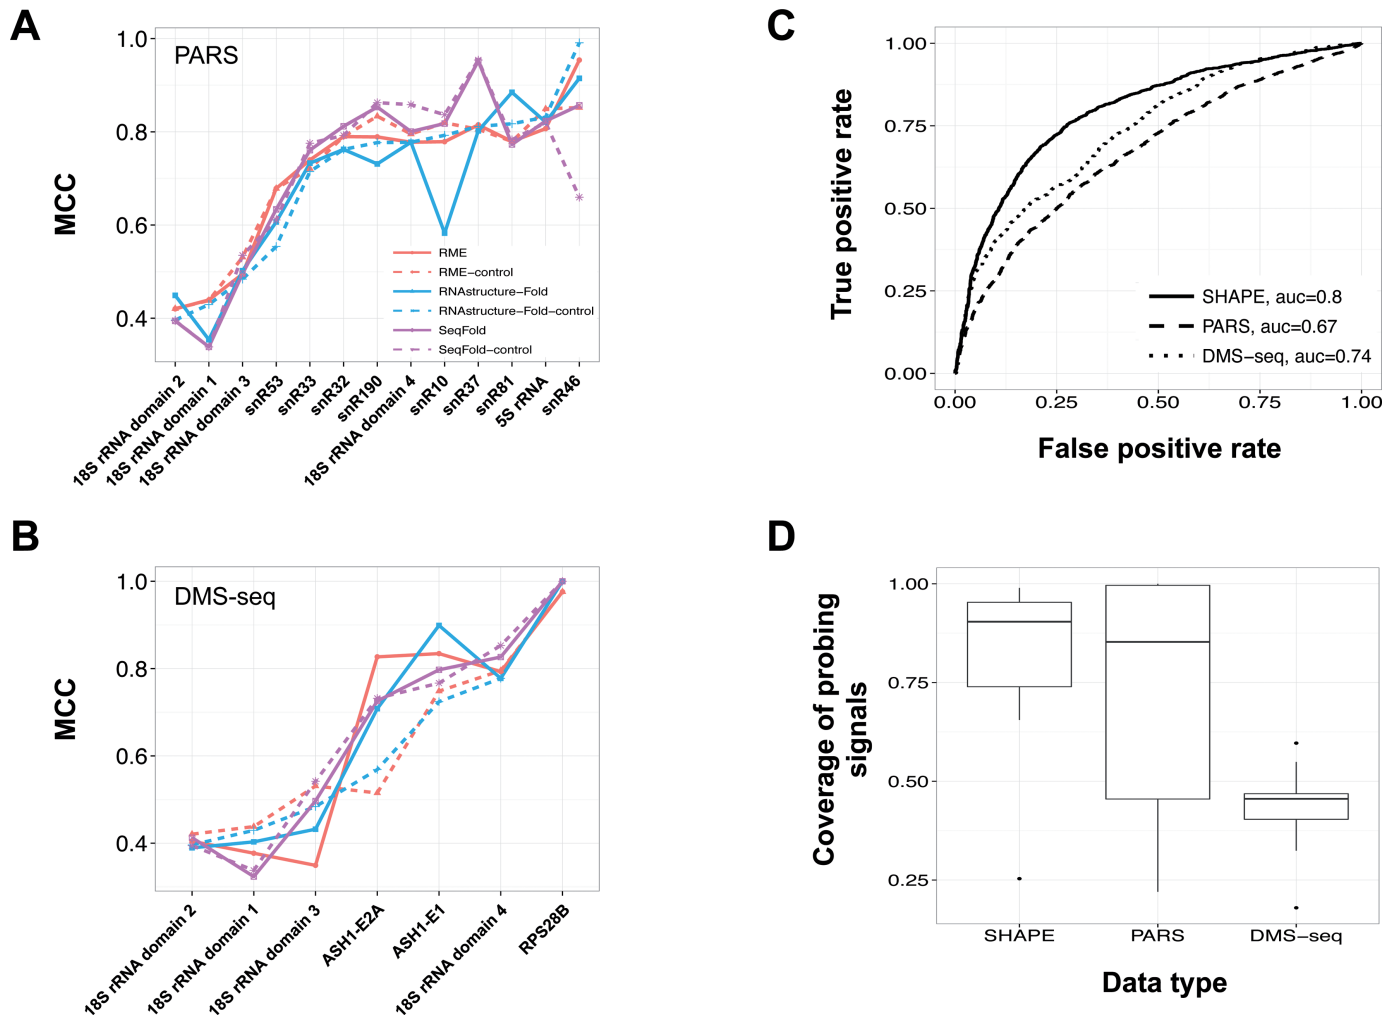 A
PARS
MCC
1.0
0.8
0.6
0.4
RME
RME−control
RNAstructure−Fold
RNAstructure−Fold−control
SeqFold
SeqFold−control
18S rRNA domain 2
18S rRNA domain 1
18S rRNA domain 3
snR53
snR33
snR32
snR190
18S rRNA domain 4
snR10
snR37
snR81
5S rRNA
snR46
B
DMS-seq
MCC
1.0
0.8
0.6
0.4
18S rRNA domain 2
18S rRNA domain 1
18S rRNA domain 3
ASH1-E2A
ASH1-E1
18S rRNA domain 4
RPS28B
C
True positive rate
1.00
0.75
0.50
0.25
0.00
SHAPE, auc=0.8
PARS, auc=0.67
DMS−seq, auc=0.74
0.00 0.25 0.50 0.75 1.00
False positive rate
D
Coverage of probing
signals
1.00
0.75
0.50
0.25
SHAPE PARS DMS−seq
Data type